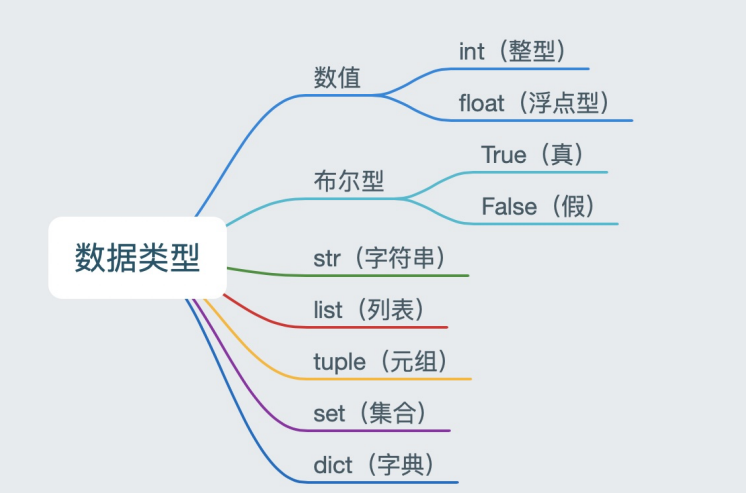 数据类型
数值
int（整型）
float（浮点型）
布尔型
True（真）
False（假）
str（字符串）
list（列表）
tuple（元组）
set（集合）
dict（字典）